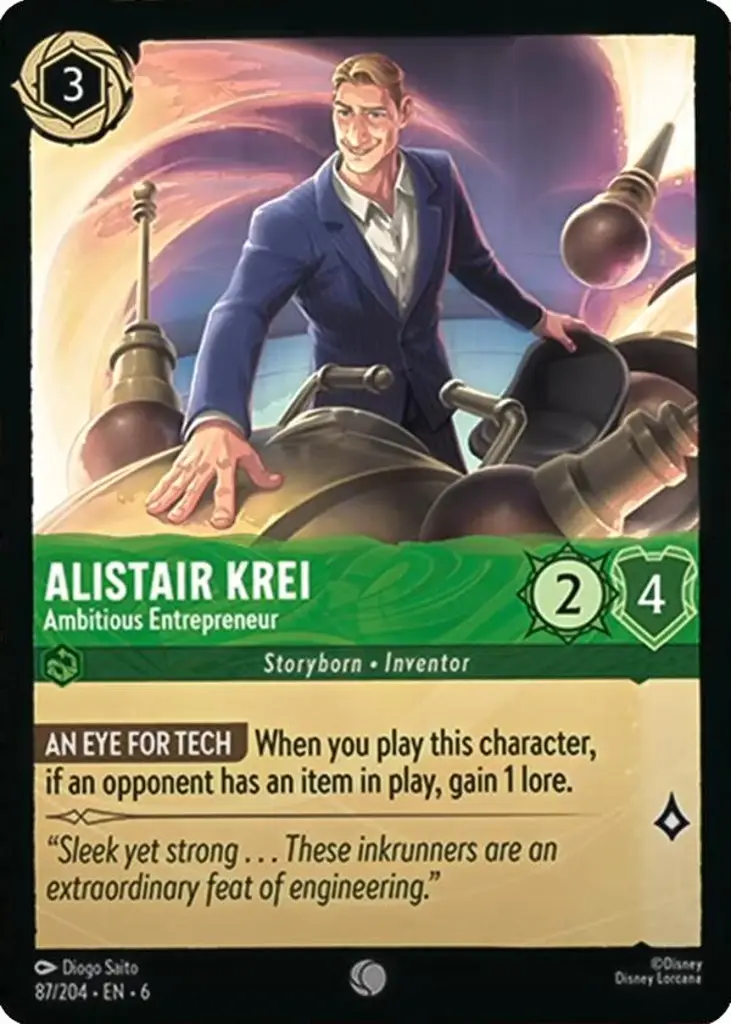 3
ALISTAIR KREI
Ambitious Entrepreneur
2
4
Storyborn • Inventor
AN EYE FOR TECH When you play this character,
if an opponent has an item in play, gain 1 lore.
“Sleek yet strong . . . These inkrunners are an
extraordinary feat of engineering.”
Diogo Saito
87/204 • EN • 6
©Disney
Disney Lorcana